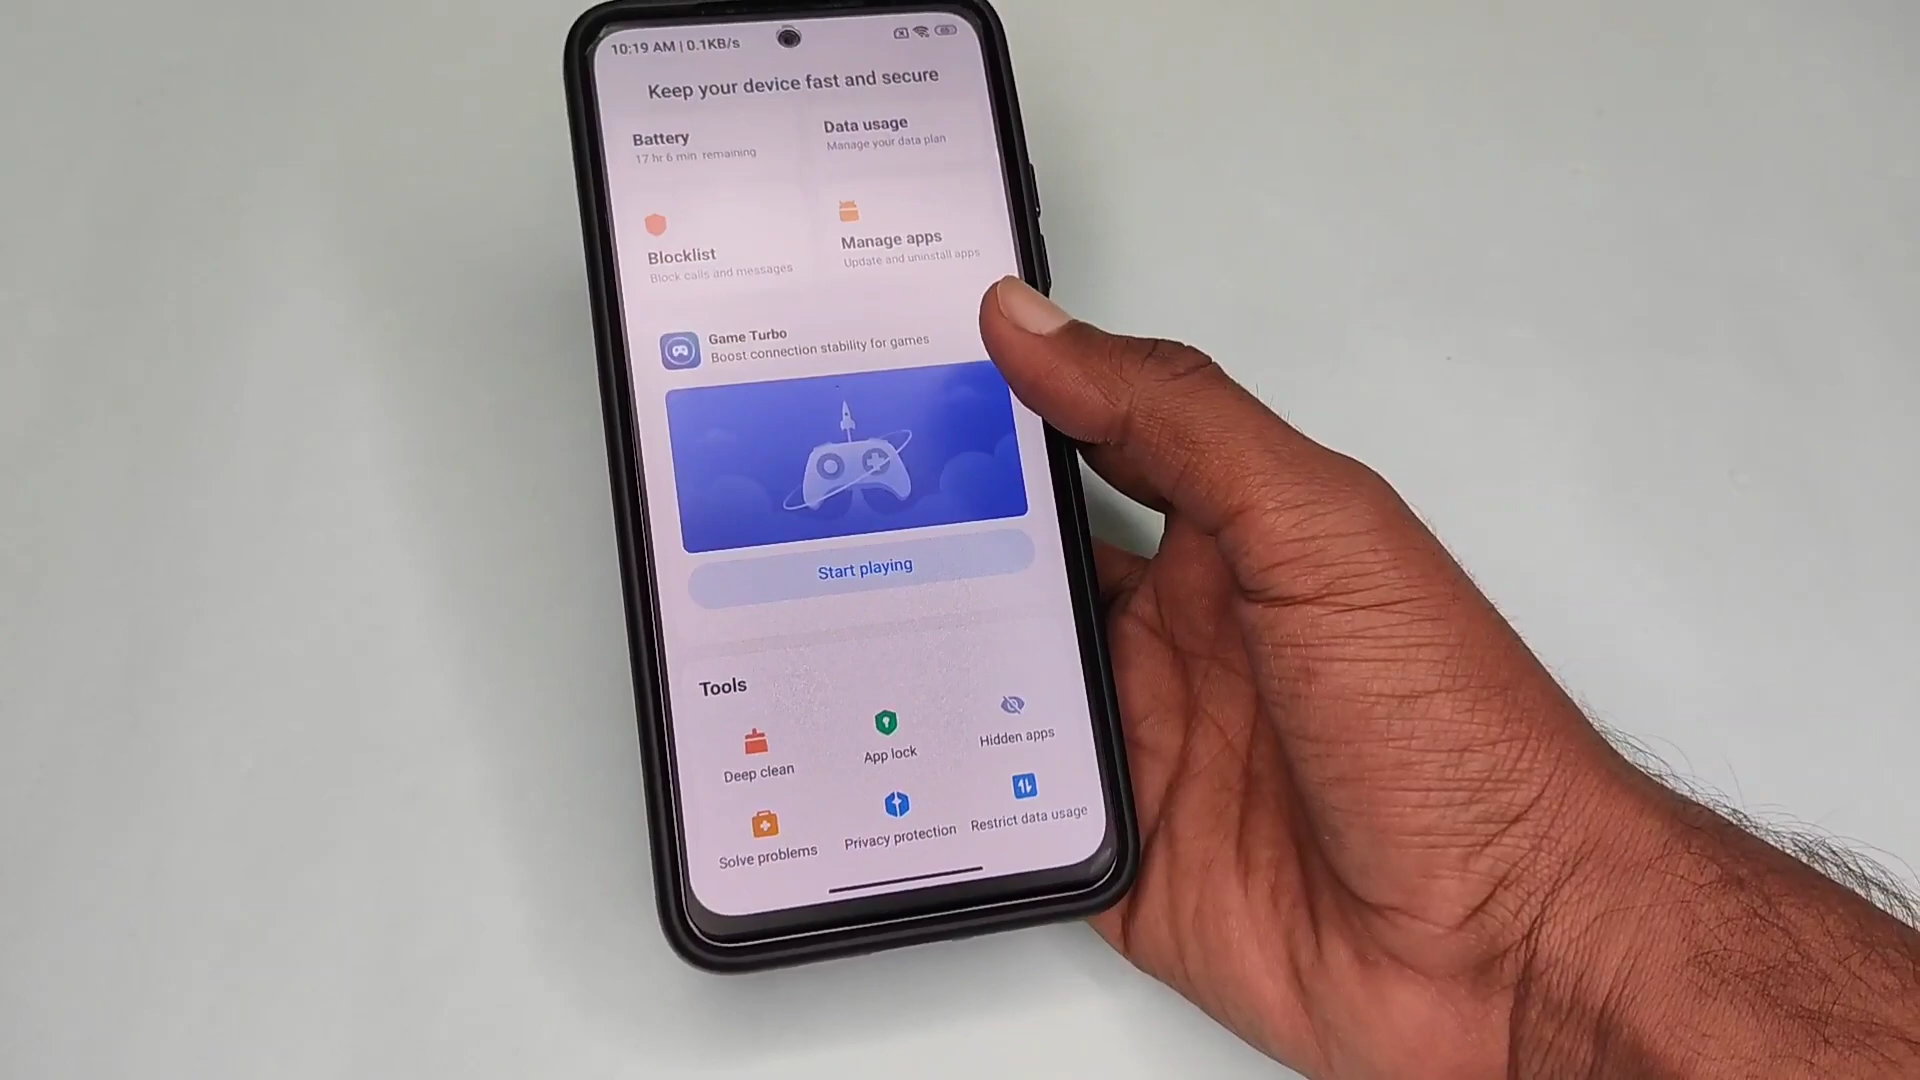 10:19 AM | 0.1KB/s
Keep your device fast and secure
Battery
17 hr 6 min remaining
Data usage
Manage your data plan
Blocklist
Block calls and messages
Manage apps
Update and uninstall apps
Game Turbo
Boost connection stability for games
Start playing
Tools
Deep clean
App lock
Hidden apps
Solve problems
Privacy protection
Restrict data usage